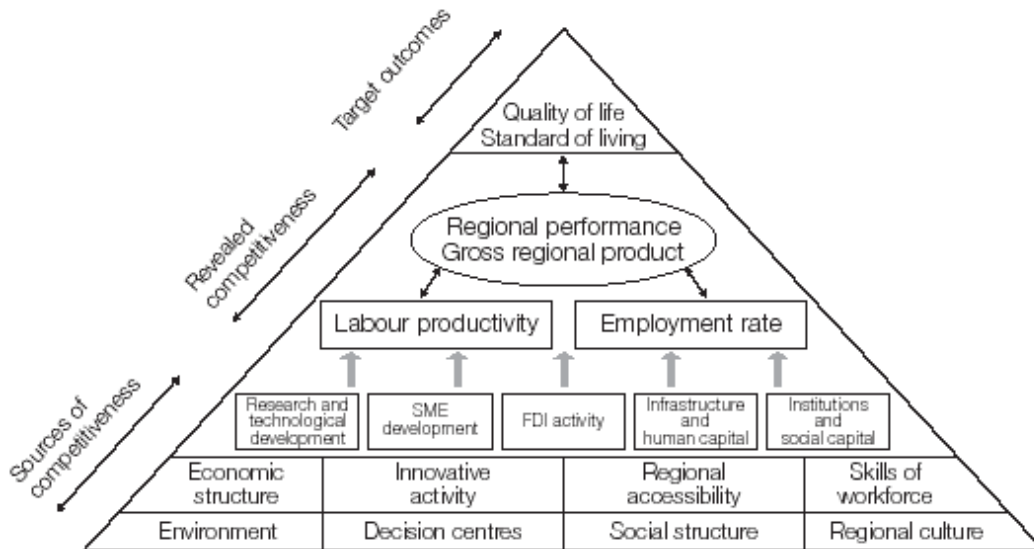 Target outcomes
Quality of life
Standard of living
Revealed
competitiveness
Regional performance
Gross regional product
Labour productivity
Employment rate
Sources of
competitiveness
Research and
technological
development
SME
development
FDI activity
Infrastructure
and
human capital
Institutions
and
social capital
Economic
structure
Innovative
activity
Regional
accessibility
Skills of
workforce
Environment
Decision centres
Social structure
Regional culture